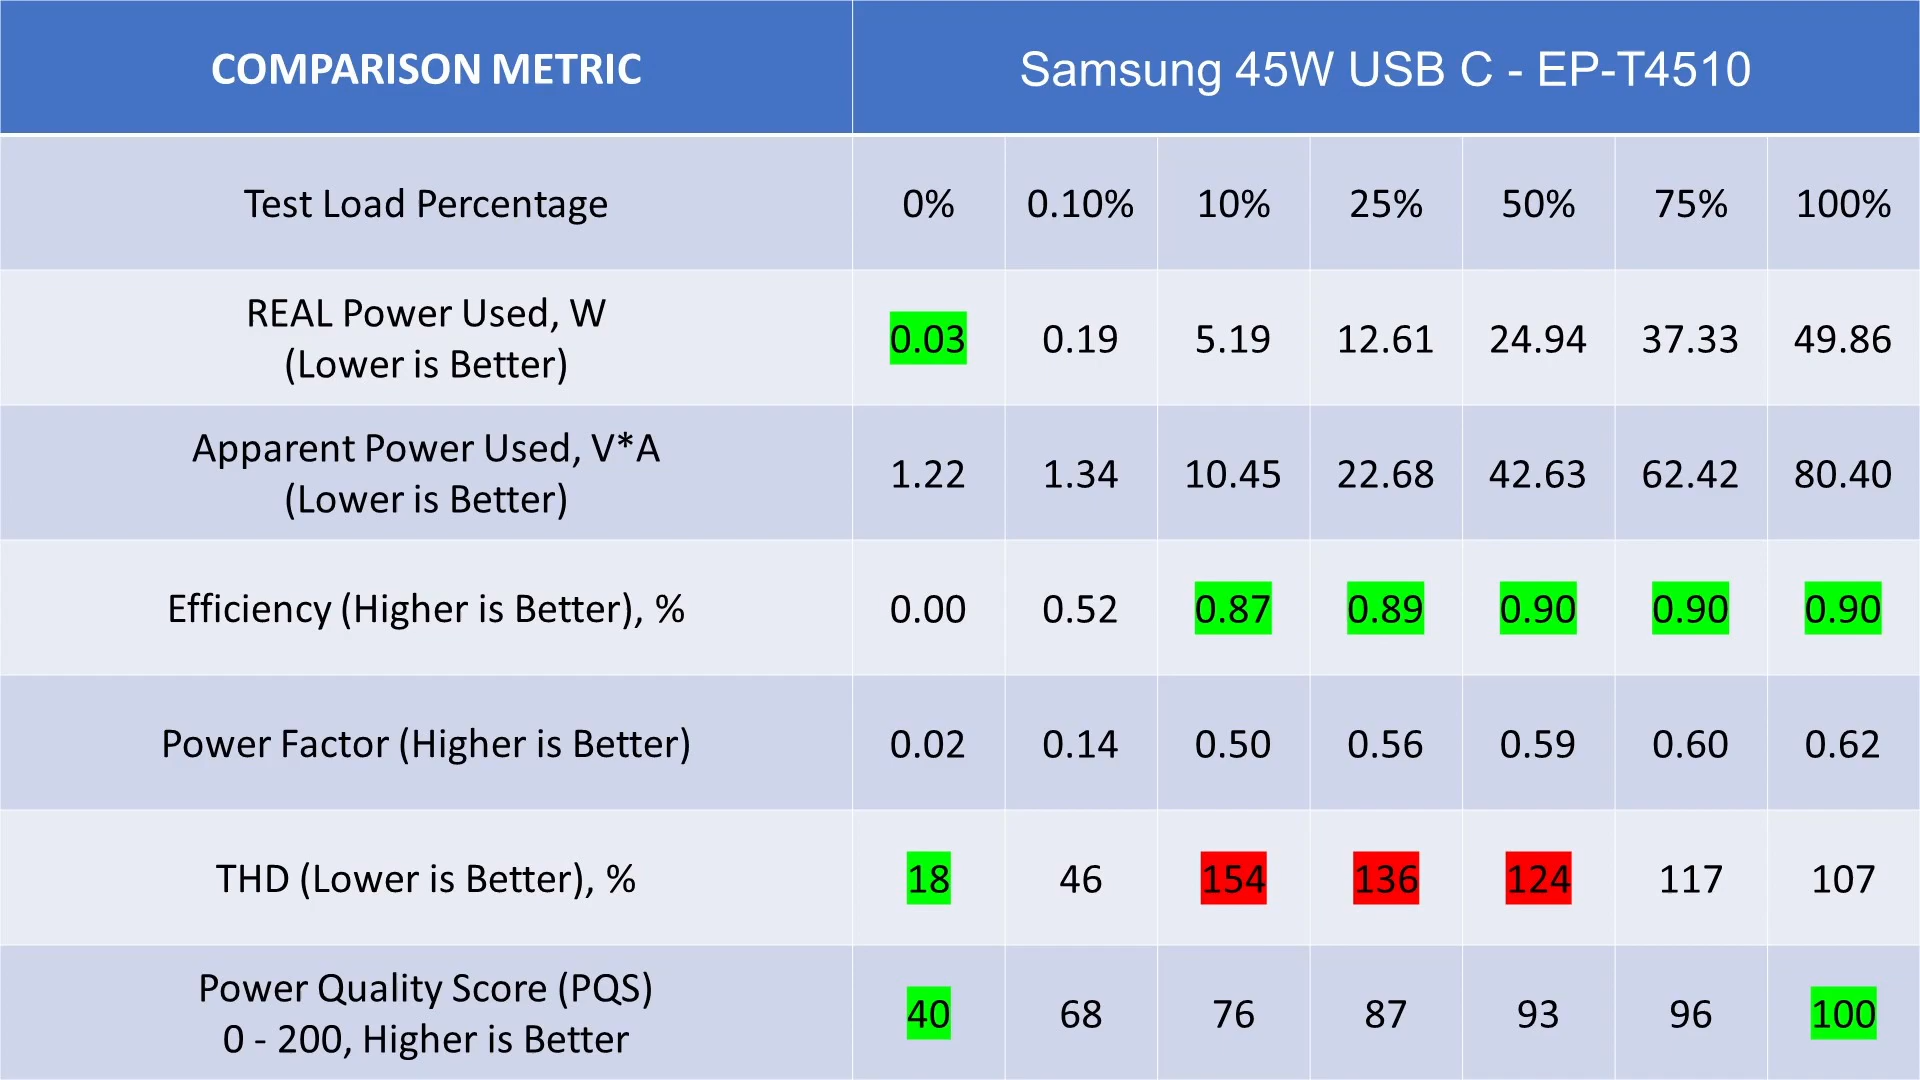 COMPARISON METRIC Samsung 45W USB C - EP-T4510
Test Load Percentage 0% 0.10% 10% 25% 50% 75% 100%
REAL Power Used, W
(Lower is Better) 0.03 0.19 5.19 12.61 24.94 37.33 49.86
Apparent Power Used, V*A
(Lower is Better) 1.22 1.34 10.45 22.68 42.63 62.42 80.40
Efficiency (Higher is Better), % 0.00 0.52 0.87 0.89 0.90 0.90 0.90
Power Factor (Higher is Better) 0.02 0.14 0.50 0.56 0.59 0.60 0.62
THD (Lower is Better), % 18 46 154 136 124 117 107
Power Quality Score (PQS)
0 - 200, Higher is Better 40 68 76 87 93 96 100